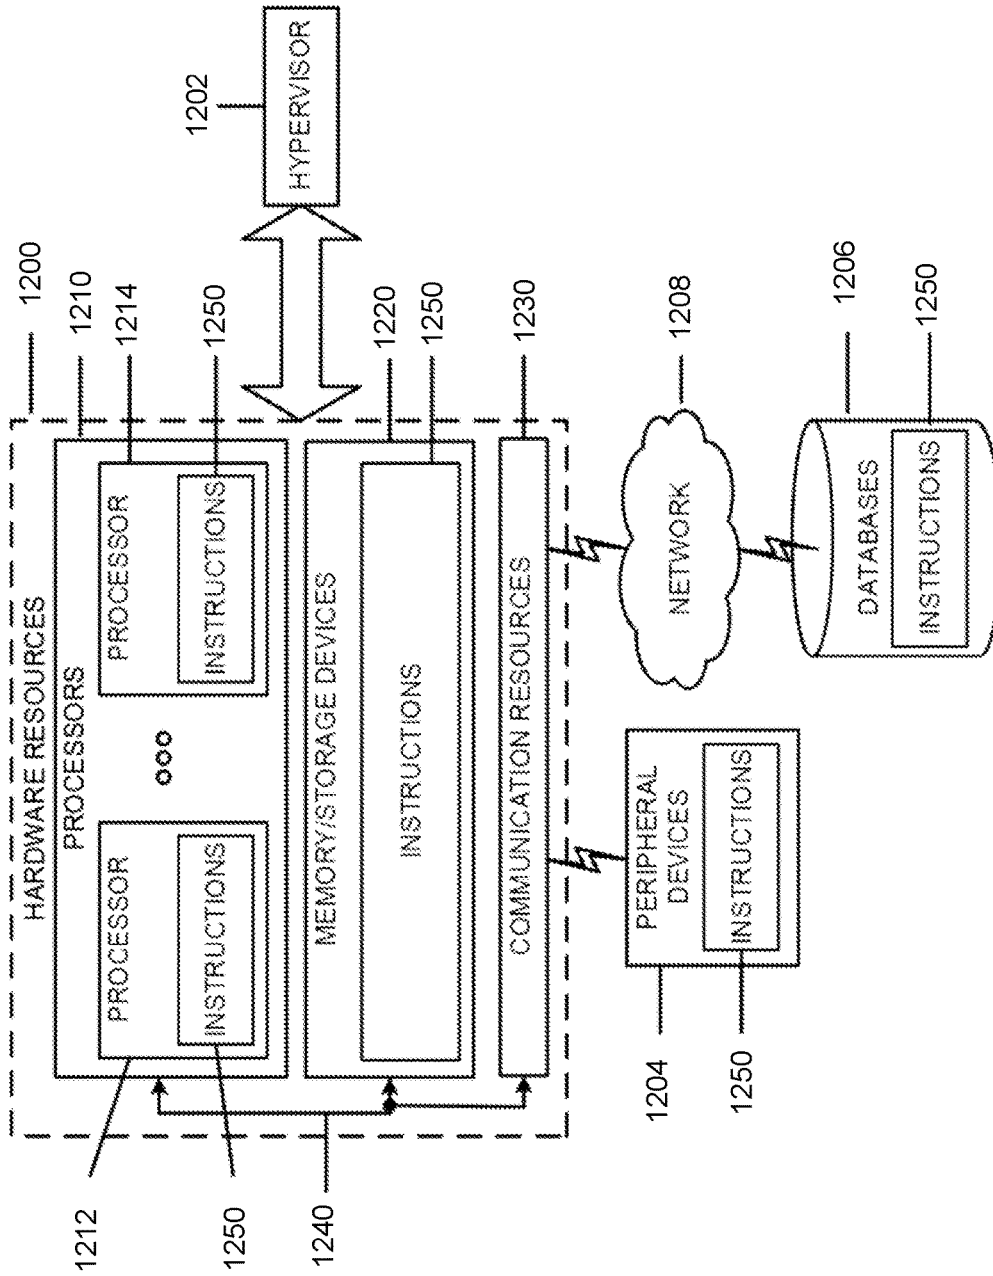 HARDWARE RESOURCES
1200
PROCESSORS
1210
PROCESSOR
1212
INSTRUCTIONS
1250
PROCESSOR
1214
INSTRUCTIONS
1250
1202
HYPERVISOR
MEMORY/STORAGE DEVICES
1220
INSTRUCTIONS
1250
1240
COMMUNICATION RESOURCES
1230
PERIPHERAL
DEVICES
1204
INSTRUCTIONS
1250
NETWORK
1208
DATABASES
1206
INSTRUCTIONS
1250